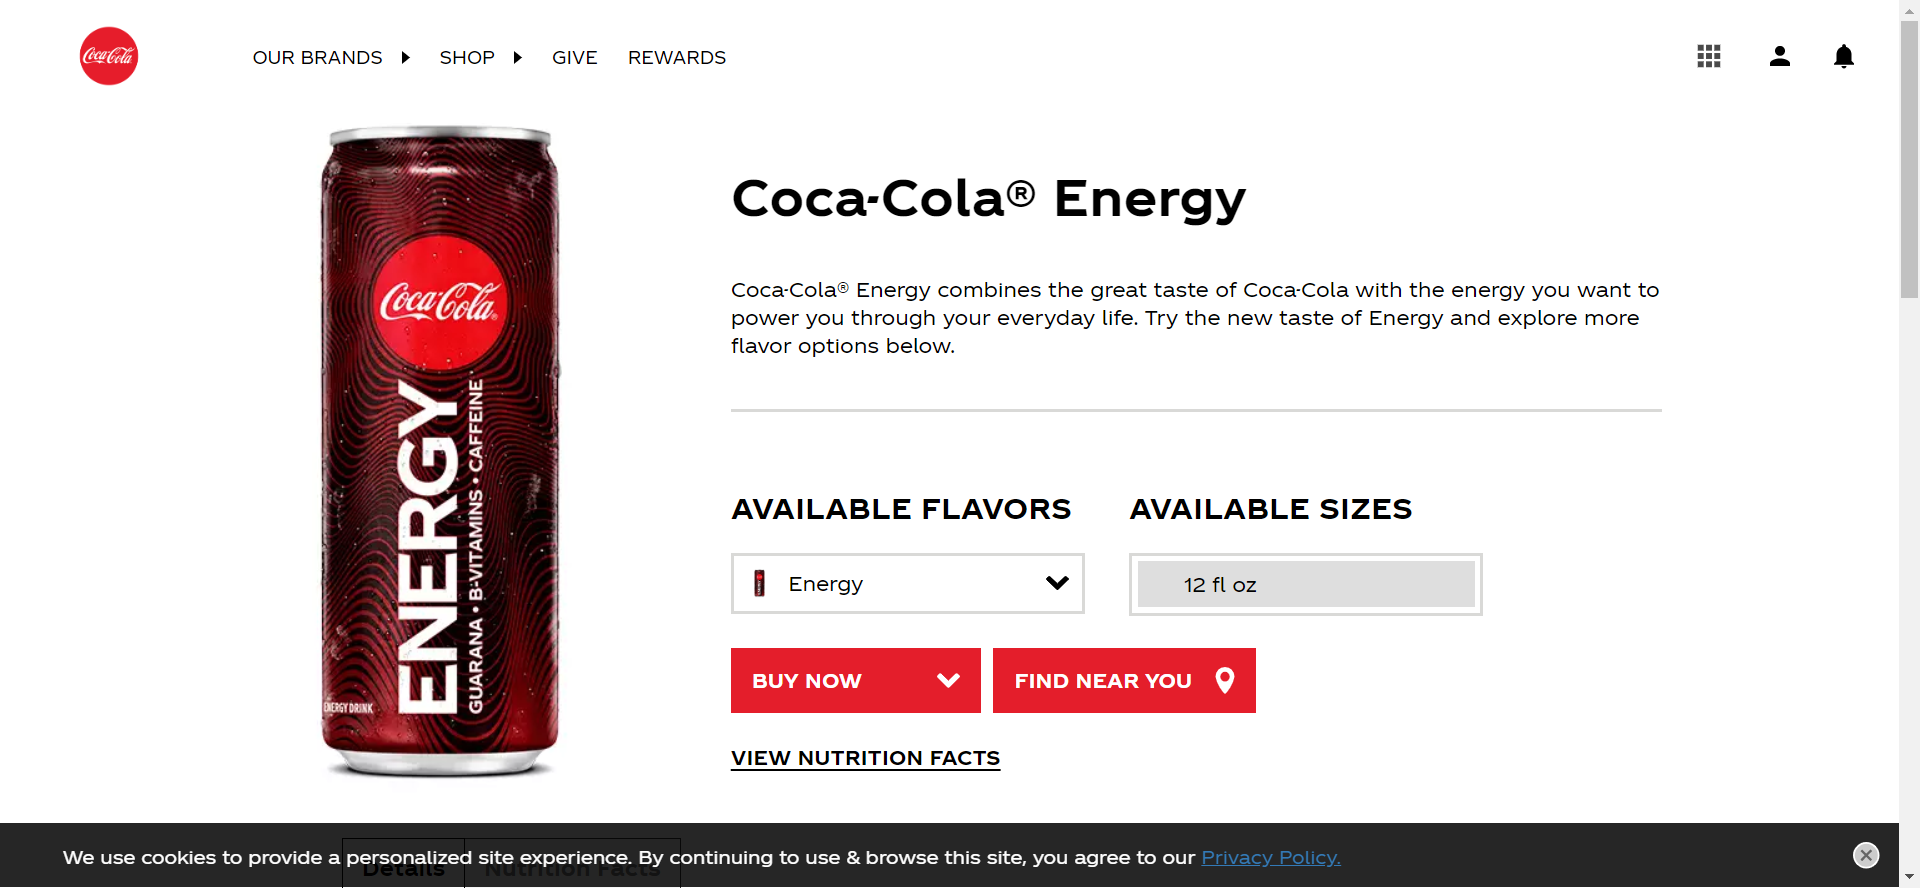 Coca-Cola
OUR BRANDS
SHOP
GIVE
REWARDS
Coca-Cola®
ENERGY
GUARANA • B-VITAMINS • CAFFEINE
ENERGY DRINK
Coca-Cola® Energy
Coca-Cola® Energy combines the great taste of Coca-Cola with the energy you want to
power you through your everyday life. Try the new taste of Energy and explore more
flavor options below.
AVAILABLE FLAVORS
AVAILABLE SIZES
Energy
12 fl oz
BUY NOW
FIND NEAR YOU
VIEW NUTRITION FACTS
Details
Nutrition Facts
We use cookies to provide a personalized site experience. By continuing to use & browse this site, you agree to our Privacy Policy.